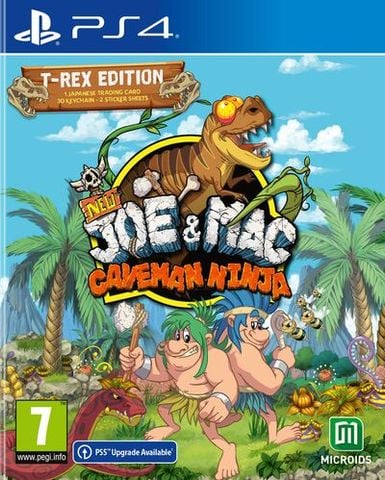 PS4
T-REX EDITION
1 JAPANESE TRADING CARD
3D KEYCHAIN - 2 STICKER SHEETS
NEW
JOE & MAC
CAVEMAN NINJA
7
www.pegi.info
PS5™ Upgrade Available*
M
MICROIDS